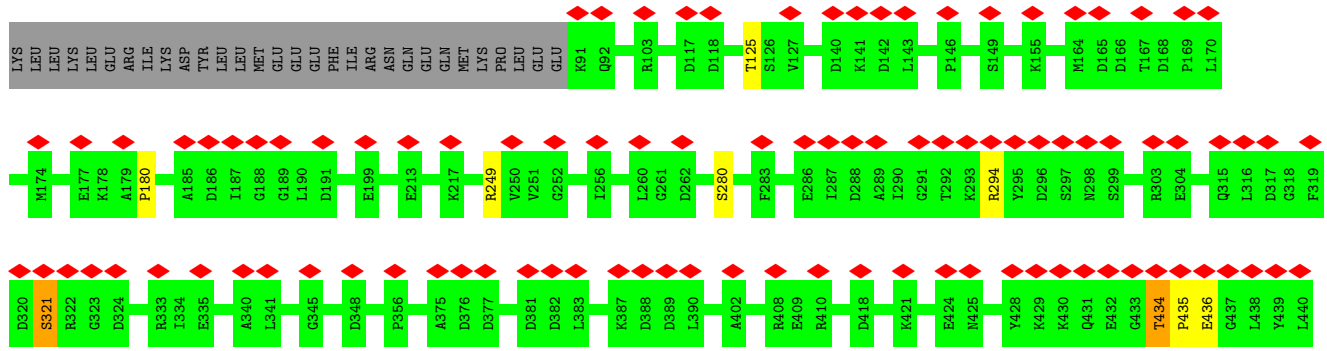 LYS LEU LEU LYS LEU GLU ARG ILE LYS ASP TYR LEU LEU MET GLU GLU GLU PHE ILE ARG ASN GLN GLU GLN MET LYS PRO LEU GLU GLU K91 Q92 R103 D117 D118 T125 S126 V127 D140 K141 D142 L143 P146 S149 K155 M164 D165 D166 T167 D168 P169 L170
M174 E177 K178 A179 P180 A185 D186 I187 G188 G189 L190 D191 E199 E213 K217 R249 V250 V251 G252 I256 L260 G261 D262 S280 F283 E286 I287 D288 A289 I290 G291 T292 K293 R294 Y295 D296 S297 N298 S299 R303 E304 Q315 L316 D317 G318 F319
D320 S321 R322 G323 D324 R333 I334 E335 A340 L341 G345 D348 P356 A375 D376 D377 D381 D382 L383 K387 D388 D389 L390 A402 R408 E409 R410 D418 K421 E424 N425 Y428 K429 K430 Q431 E432 G433 T434 P435 E436 G437 L438 Y439 L440